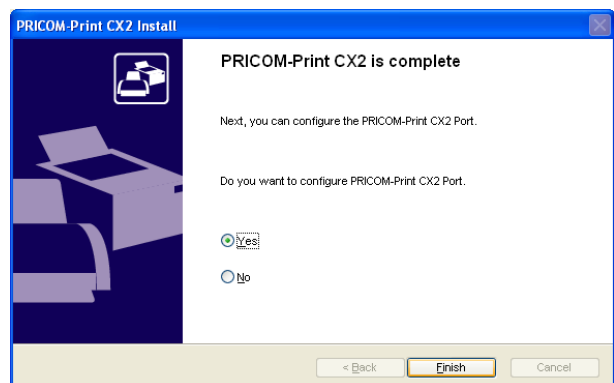 PRICOM-Print CX2 Install
PRICOM-Print CX2 is complete
Next, you can configure the PRICOM-Print CX2 Port.
Do you want to configure PRICOM-Print CX2 Port.
Yes
No
< Back Finish Cancel